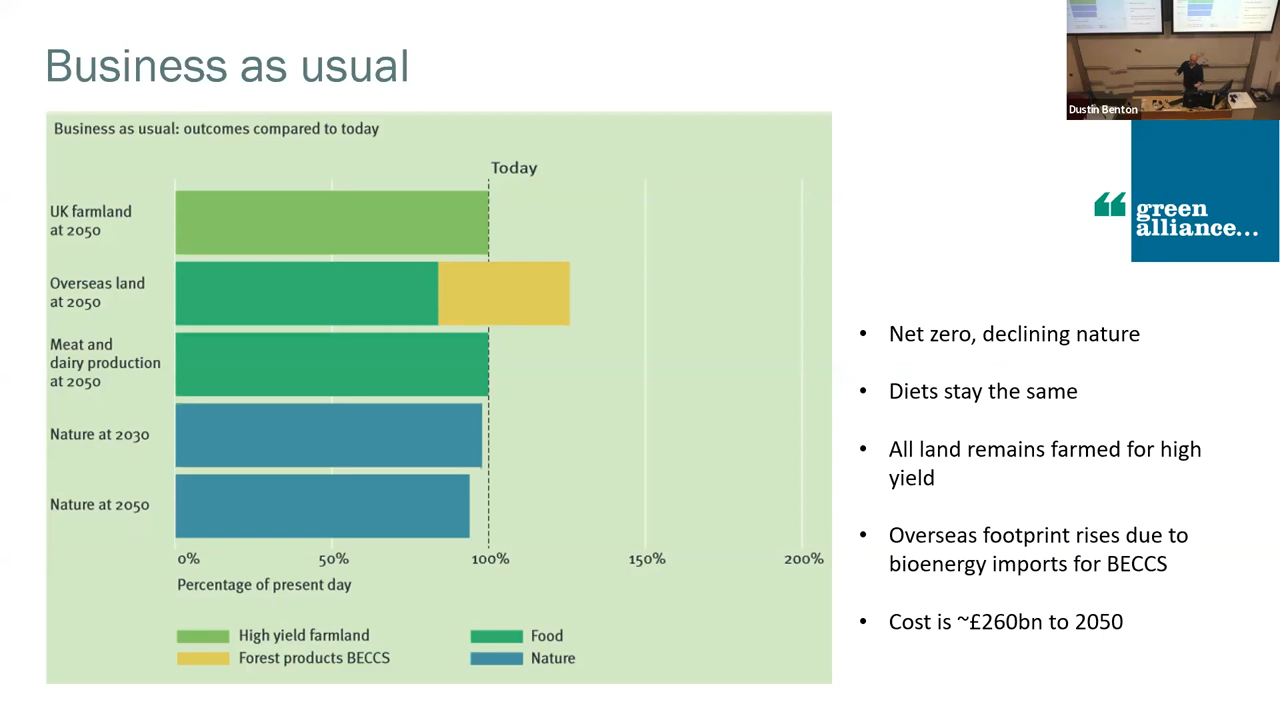 Business as usual
Dustin Benton
green
alliance...
Business as usual: outcomes compared to today
Today
UK farmland
at 2050
Overseas land
at 2050
Meat and
dairy production
at 2050
Nature at 2030
Nature at 2050
0%
50%
100%
150%
200%
Percentage of present day
High yield farmland
Food
Forest products BECCS
Nature
• Net zero, declining nature
• Diets stay the same
• All land remains farmed for high
yield
• Overseas footprint rises due to
bioenergy imports for BECCS
• Cost is ~£260bn to 2050